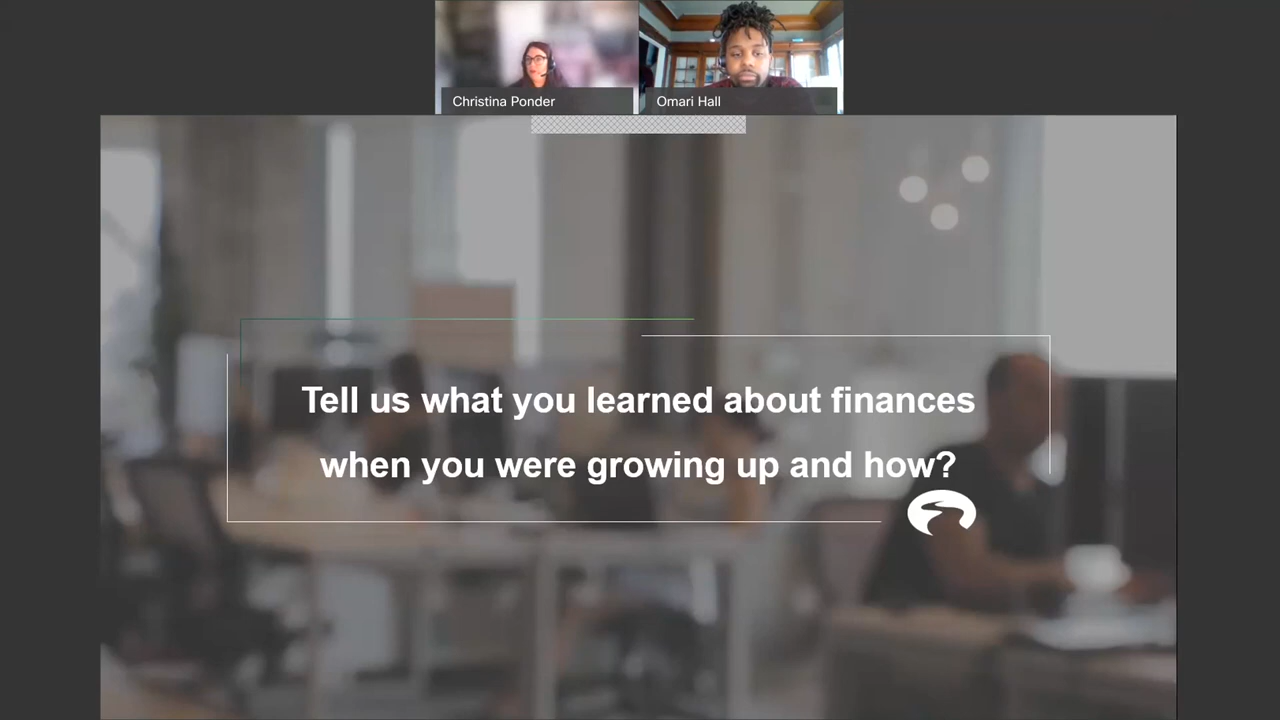 Christina Ponder
Omari Hall
Tell us what you learned about finances
when you were growing up and how?